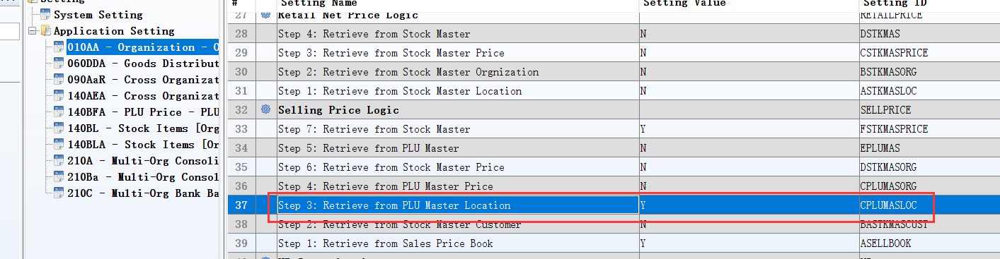 Setting
System Setting
Application Setting
010AA - Organization - O
060DDA - Goods Distribut
090AaR - Cross Organizat
140AEA - Cross Organizat
140BFA - PLU Price - PLU
140BL - Stock Items [Org
140BLA - Stock Items [Or
210A - Multi-Org Consoli
210Ba - Multi-Org Consol
210C - Multi-Org Bank Ba
# Setting Name Setting Value Setting ID
27 Retail Net Price Logic RETAILPRICE
28 Step 4: Retrieve from Stock Master N DSTKMAS
29 Step 3: Retrieve from Stock Master Price N CSTKMASPRICE
30 Step 2: Retrieve from Stock Master Orgnization N BSTKMASORG
31 Step 1: Retrieve from Stock Master Location N ASTKMASLOC
32 Selling Price Logic SELLPRICE
33 Step 7: Retrieve from Stock Master Y FSTKMASPRICE
34 Step 5: Retrieve from PLU Master N EPLUMAS
35 Step 6: Retrieve from Stock Master Price N DSTKMASORG
36 Step 4: Retrieve from PLU Master Price N CPLUMASORG
37 Step 3: Retrieve from PLU Master Location Y CPLUMASLOC
38 Step 2: Retrieve from Stock Master Customer N BASTKMASCUST
39 Step 1: Retrieve from Sales Price Book Y ASELLBOOK